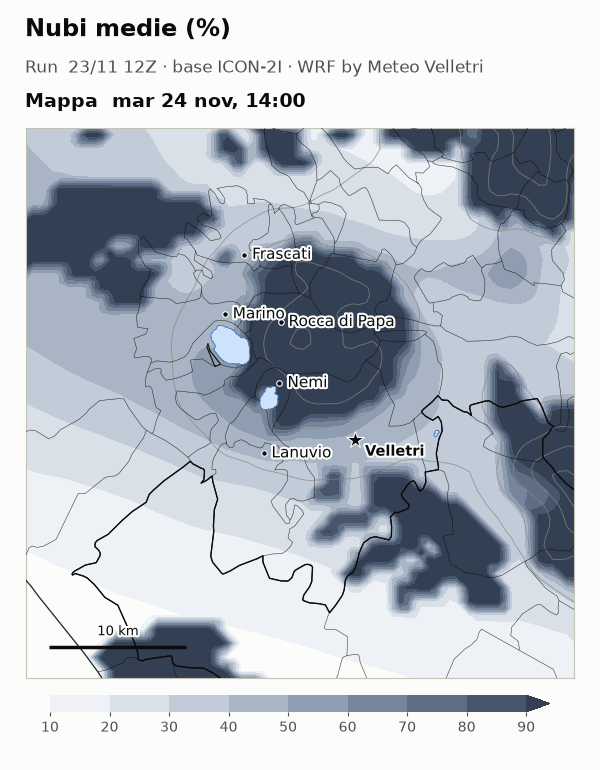 Nubi medie (%)
Run  23/11 12Z · base ICON-2I · WRF by Meteo Velletri
Mappa  mar 24 nov, 14:00
Frascati
Marino
Rocca di Papa
Nemi
Velletri
Lanuvio
10 km
10 20 30 40 50 60 70 80 90